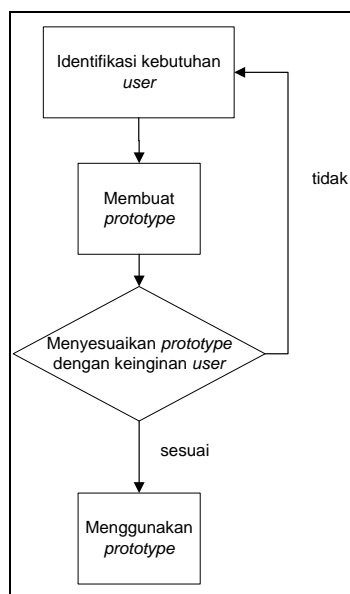 Identifikasi kebutuhan
user
tidak
Membuat
prototype
Menyesuaikan prototype
dengan keinginan user
sesuai
Menggunakan
prototype